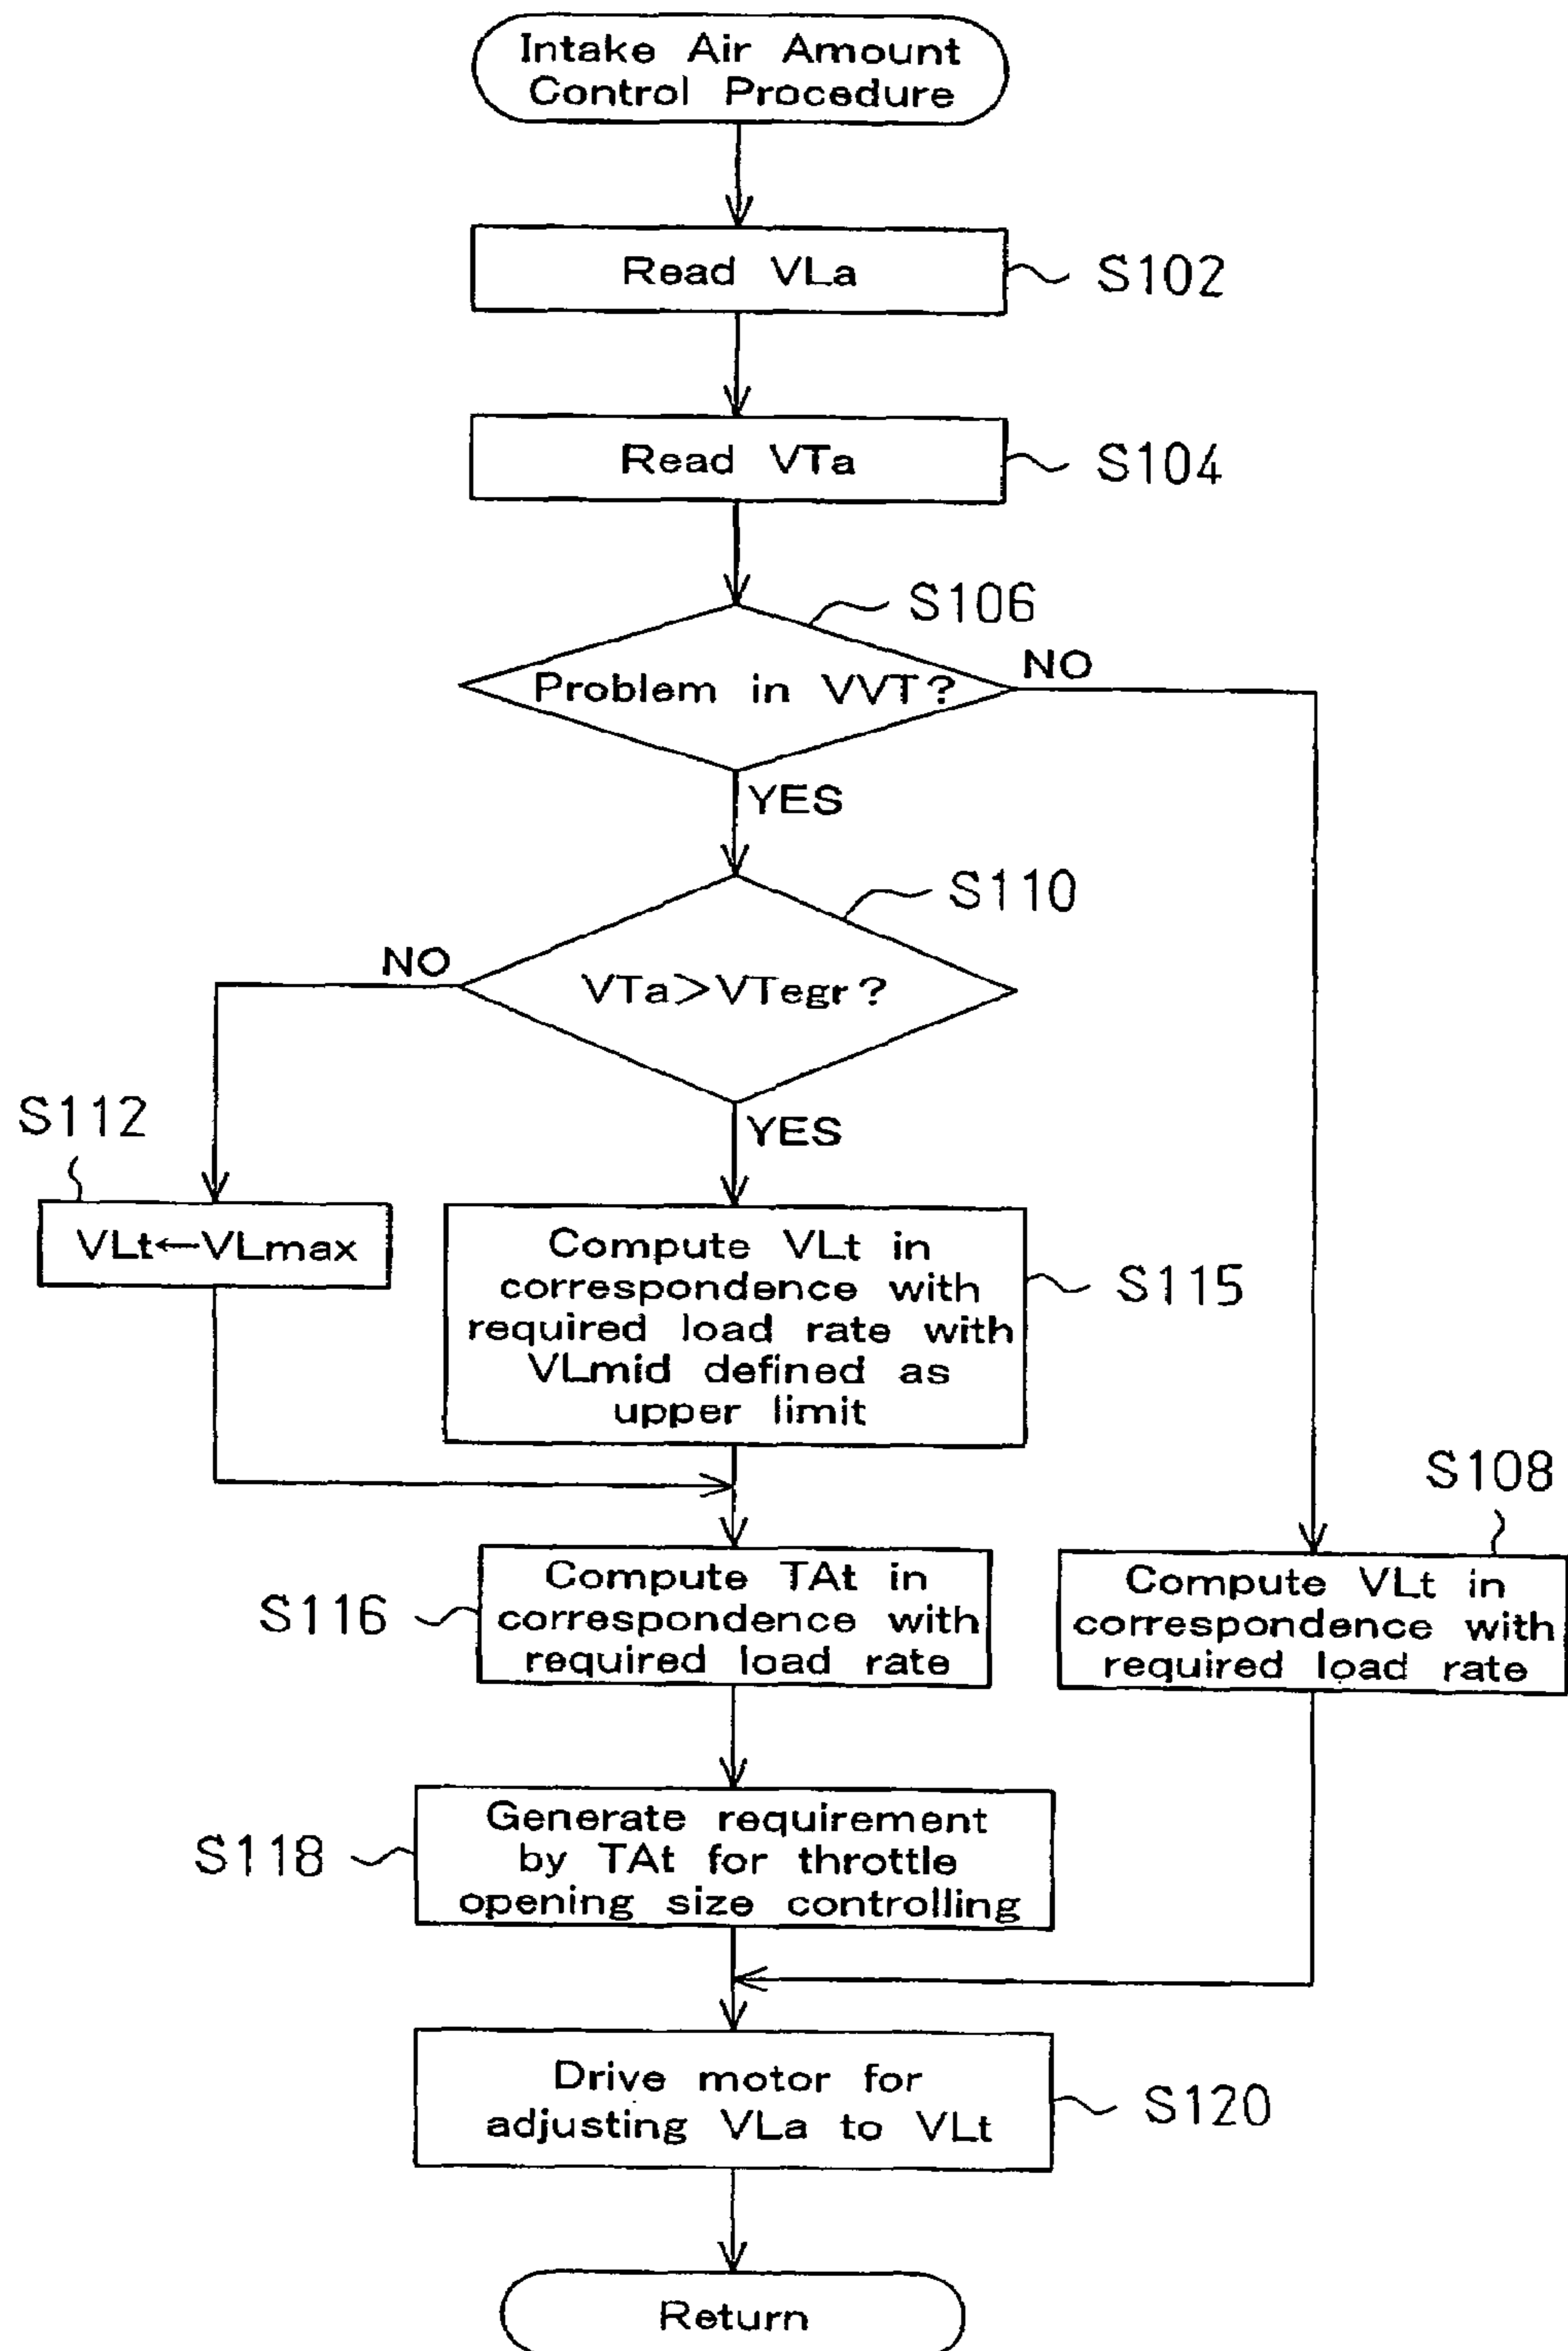 Intake Air Amount
Control Procedure
Read VLa
S102
Read VTa
S104
S106
Problem in VVT?
NO
YES
S110
NO
VTa>VTegr?
S112
YES
VLt←VLmax
Compute VLt in
correspondence with
required load rate with
VLmid defined as
upper limit
S115
S108
S116
Compute TAt in
correspondence with
required load rate
Compute VLt in
correspondence with
required load rate
S118
Generate requirement
by TAt for throttle
opening size controlling
Drive motor for
adjusting VLa to VLt
S120
Return